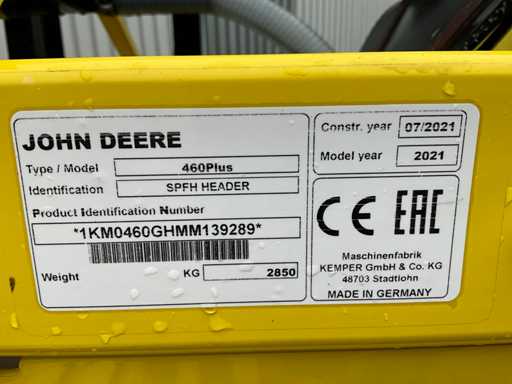 JOHN DEERE
Type / Model 460Plus
Identification SPFH HEADER
Product Identification Number
*1KM0460GHMM139289*
Weight KG 2850
Constr. year 07/2021
Model year 2021
CE EAC
Maschinenfabrik
KEMPER GmbH & Co. KG
48703 Stadtlohn
MADE IN GERMANY